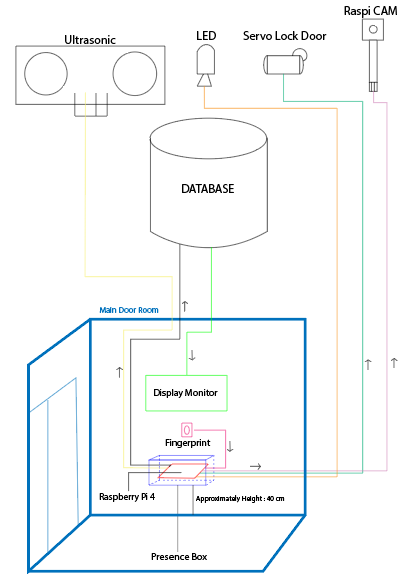 Raspi CAM
Ultrasonic
LED
Servo Lock Door
DATABASE
Main Door Room
Display Monitor
Fingerprint
Raspberry Pi 4
Approximately Height : 40 cm
Presence Box